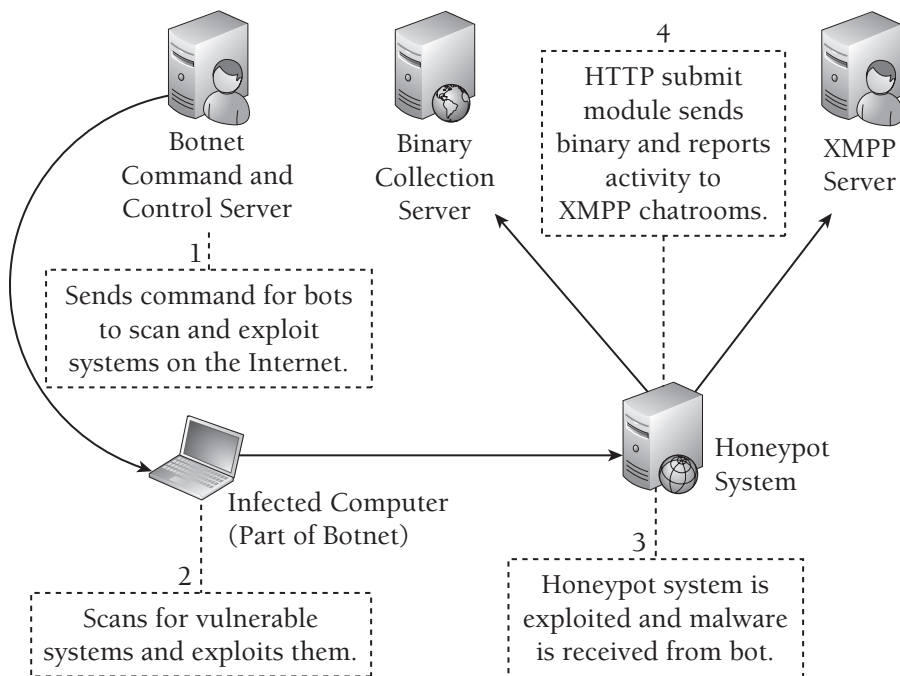 Botnet
Command and
Control Server
1
Sends command for bots
to scan and exploit
systems on the Internet.
Binary
Collection
Server
4
HTTP submit
module sends
binary and reports
activity to
XMPP chatrooms.
XMPP
Server
Infected Computer
(Part of Botnet)
2
Scans for vulnerable
systems and exploits them.
Honeypot
System
3
Honeypot system is
exploited and malware
is received from bot.